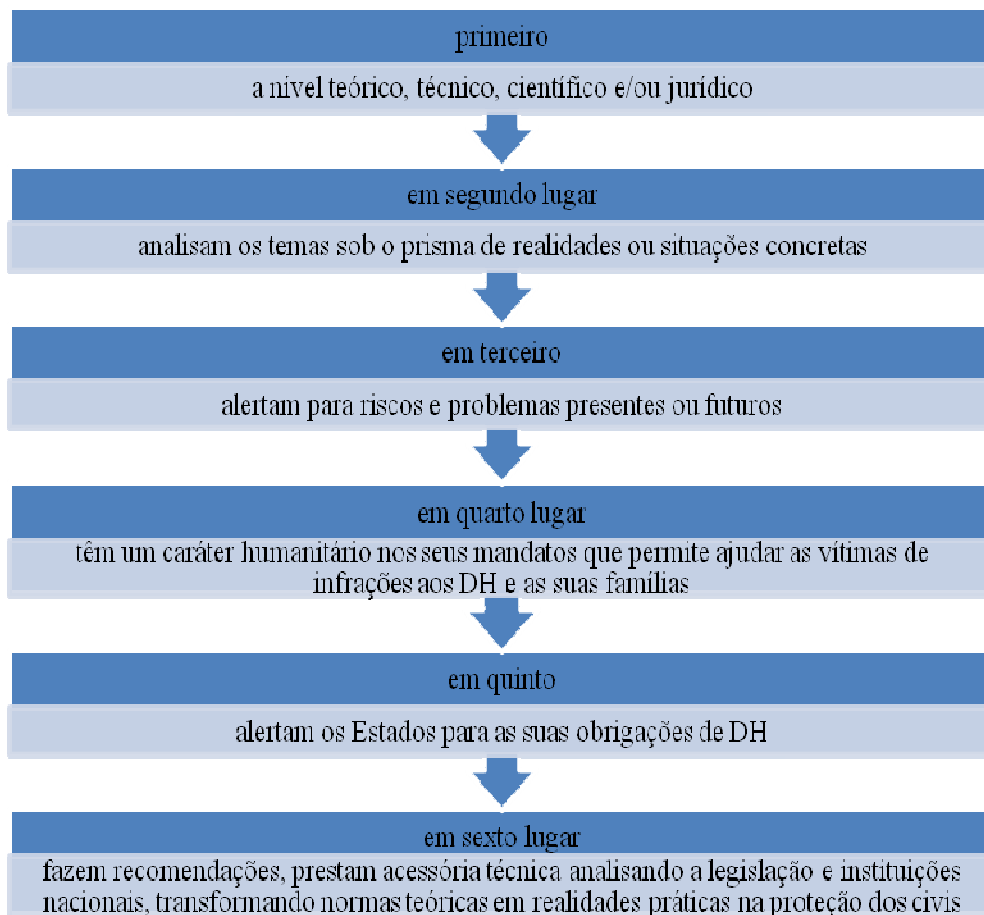 primeiro
a nível teórico, técnico, científico e/ou jurídico
em segundo lugar
analisam os temas sob o prisma de realidades ou situações concretas
em terceiro
alertam para riscos e problemas presentes ou futuros
em quarto lugar
têm um caráter humanitário nos seus mandatos que permite ajudar as vítimas de
infrações aos DH e as suas famílias
em quinto
alertam os Estados para as suas obrigações de DH
em sexto lugar
fazem recomendações, prestam acessória técnica analisando a legislação e instituições
nacionais, transformando normas teóricas em realidades práticas na proteção dos civis